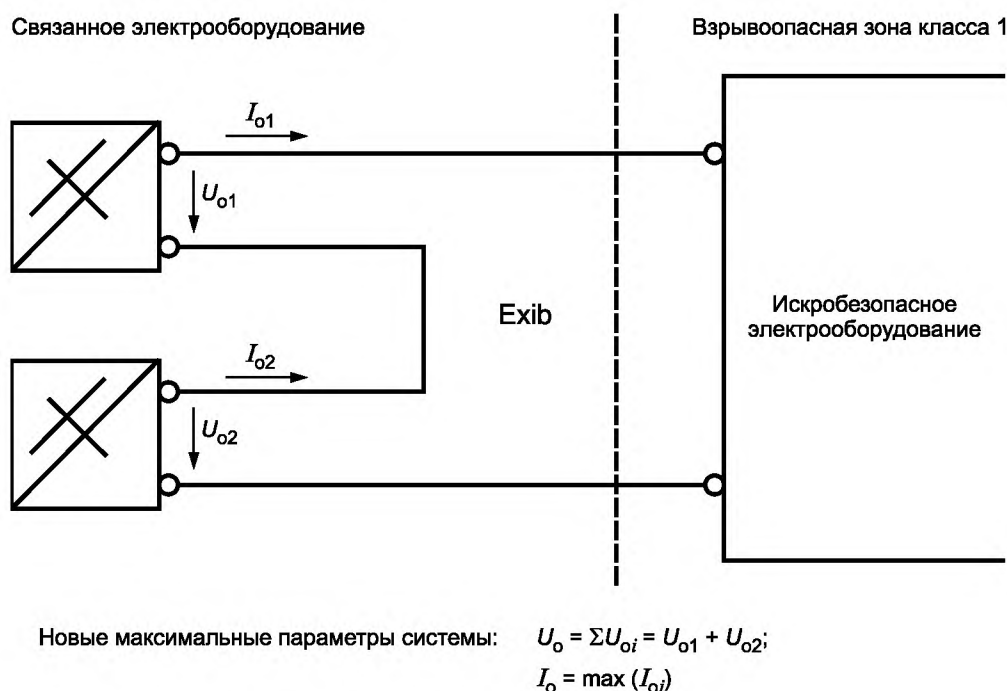 Связанное электрооборудование
Взрывоопасная зона класса 1
I_o1
U_o1
Exib
Искробезопасное
электрооборудование
I_o2
U_o2
Новые максимальные параметры системы: U_o = ΣU_oi = U_o1 + U_o2;
I_o = max (I_oi)